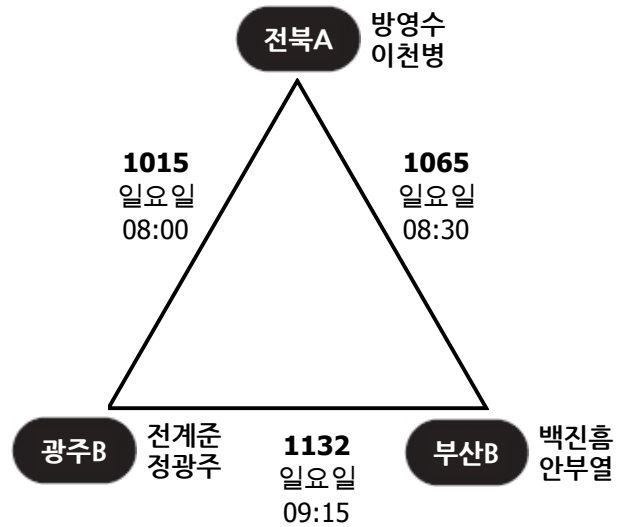 전북A
방영수
이천병
1015
일요일
08:00
1065
일요일
08:30
광주B
전계준
정광주
1132
일요일
09:15
부산B
백진흠
안부열